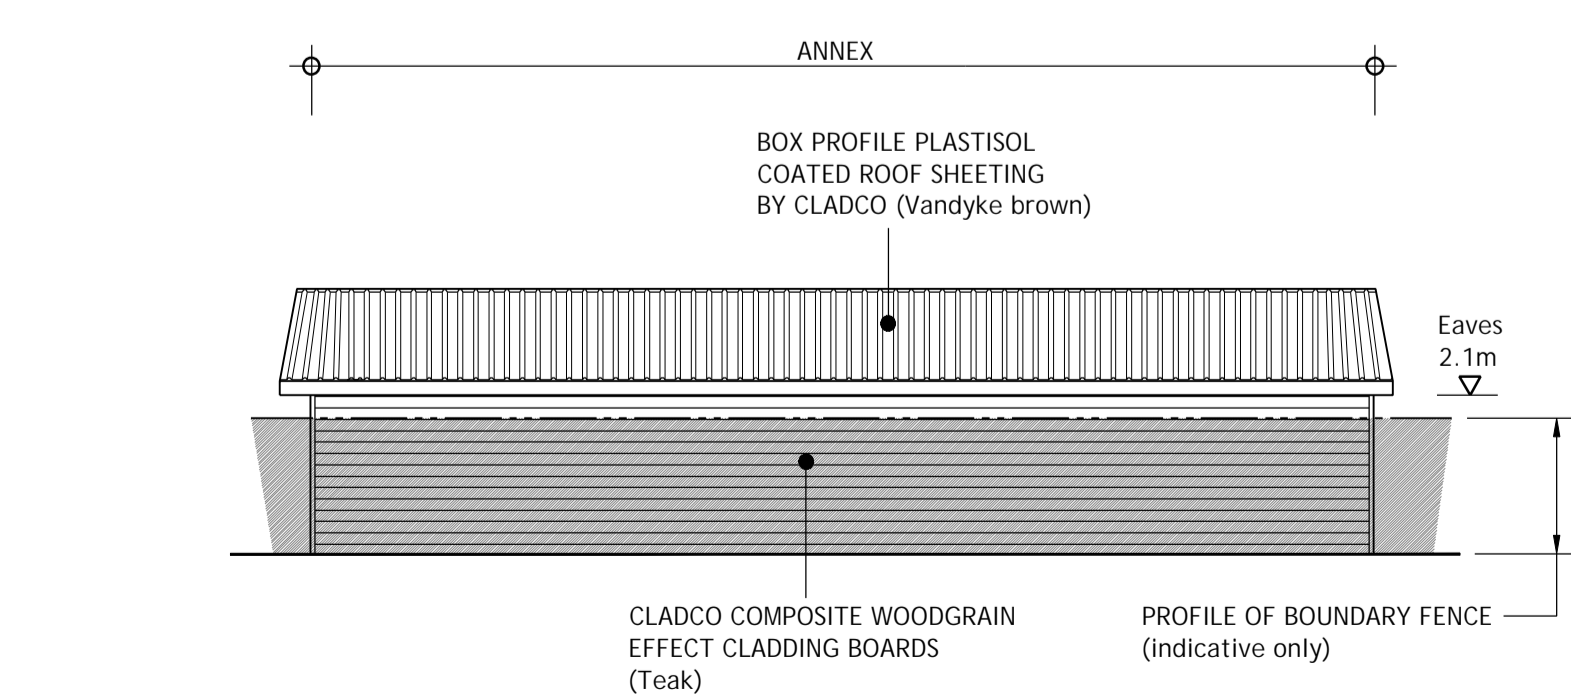 ANNEX
BOX PROFILE PLASTISOL
COATED ROOF SHEETING
BY CLADCO (Vandyke brown)
Eaves
2.1m
CLADCO COMPOSITE WOODGRAIN
EFFECT CLADDING BOARDS
(Teak)
PROFILE OF BOUNDARY FENCE
(indicative only)